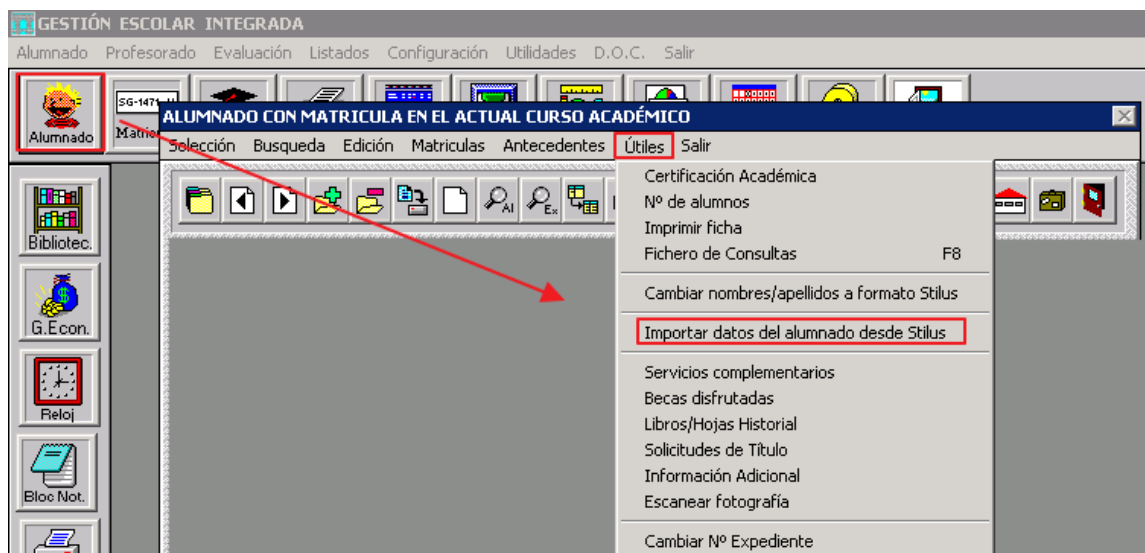 GESTIÓN ESCOLAR INTEGRADA
Alumnado Profesorado Evaluación Listados Configuración Utilidades D.O.C. Salir
Alumnado
ALUMNADO CON MATRICULA EN EL ACTUAL CURSO ACADÉMICO
Selección Busqueda Edición Matriculas Antecedentes Útiles Salir
AI
Ex
Certificación Académica
Nº de alumnos
Imprimir ficha
Fichero de Consultas F8
Cambiar nombres/apellidos a formato Stilus
Importar datos del alumnado desde Stilus
Servicios complementarios
Becas disfrutadas
Libros/Hojas Historial
Solicitudes de Título
Información Adicional
Escanear fotografía
Cambiar Nº Expediente
Bibliotec.
G.Econ.
Reloj
Bloc Not.